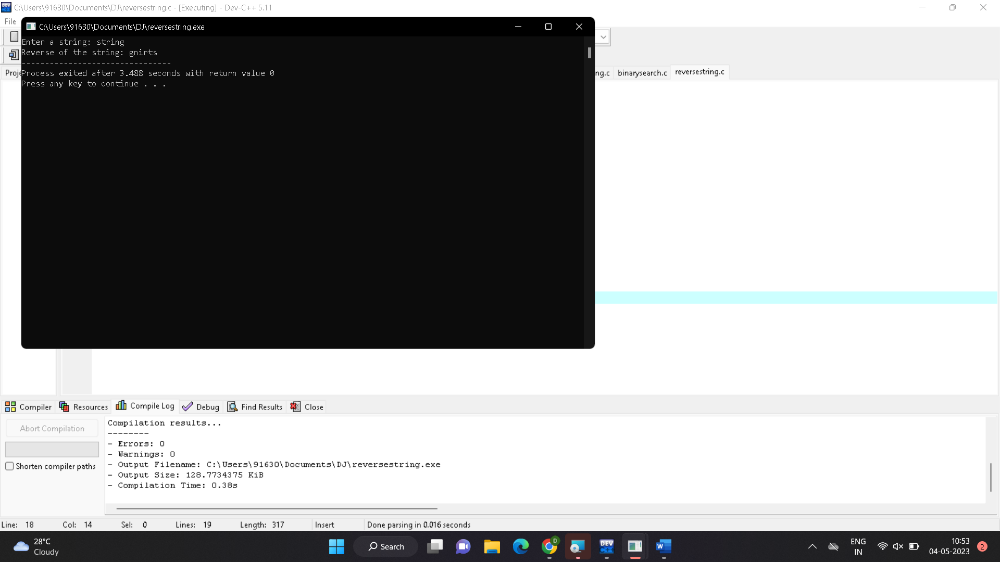 C:\Users\91630\Documents\DJ\reversestring.c - [Executing] - Dev-C++ 5.11
File
C:\Users\91630\Documents\DJ\reversestring.exe
Enter a string: string
Reverse of the string: gnirts
--------------------------------
Process exited after 3.488 seconds with return value 0
Press any key to continue . . .
Proje
ng.c binarysearch.c reversestring.c
Compiler Resources Compile Log Debug Find Results Close
Abort Compilation
Shorten compiler paths
Compilation results...
--------
- Errors: 0
- Warnings: 0
- Output Filename: C:\Users\91630\Documents\DJ\reversestring.exe
- Output Size: 128.7734375 KiB
- Compilation Time: 0.38s
Line: 18 Col: 14 Sel: 0 Lines: 19 Length: 317 Insert Done parsing in 0.016 seconds
28°C
Cloudy
Search
D
DEV
C++
W
ENG
IN
10:53
04-05-2023
2